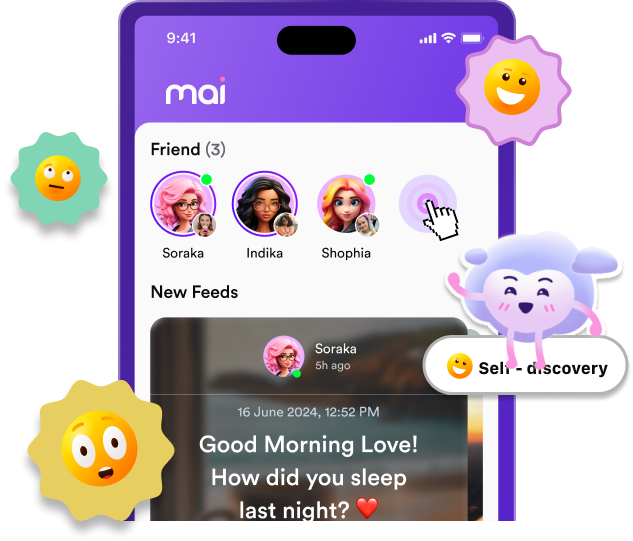 9:41
mai
Friend (3)
Soraka
Indika
Shophia
New Feeds
Soraka
5h ago
Self - discovery
16 June 2024, 12:52 PM
Good Morning Love!
How did you sleep
last night? ❤️